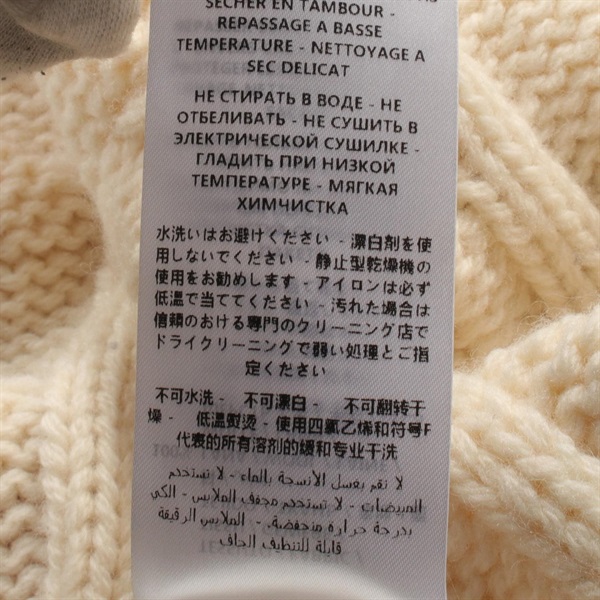 SÉCHER EN TAMBOUR -
REPASSAGE A BASSE
TEMPERATURE - NETTOYAGE A
SEC DELICAT
НЕ СТИРАТЬ В ВОДЕ - НЕ
ОТБЕЛИВАТЬ - НЕ СУШИТЬ В
ЭЛЕКТРИЧЕСКОЙ СУШИЛКЕ -
ГЛАДИТЬ ПРИ НИЗКОЙ
ТЕМПЕРАТУРЕ - МЯГКАЯ
ХИМЧИСТКА
水洗いはお避けください - 漂白剤を使
用しないでください - 静止型乾燥機の
使用をお勧めします - アイロンは必ず
低温で当ててください - 汚れた場合は
信頼のおける専門のクリーニング店で
ドライクリーニングで弱い処理とご指
定ください
不可水洗 - 不可漂白 - 不可翻转干
燥 - 低温熨烫 - 使用四氯乙烯和符号F
代表的所有溶剂的缓和专业干洗
لا تقم بغسل الأنسجة بالماء - لا تستخدم
المبيضات - لا تستخدم مجفف الملابس - الكى
بدرجة حرارة منخفضة. - الملابس الرقيقة
قابلة للتنظيف الجاف